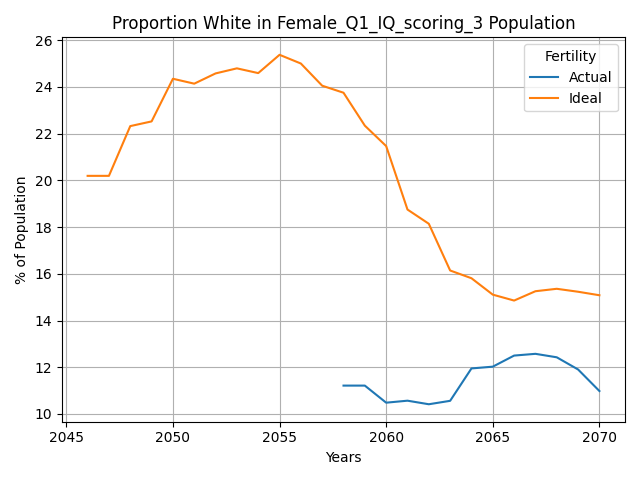 Proportion White in Female_Q1_IQ_scoring_3 Population
Fertility
Actual
Ideal
% of Population
26
24
22
20
18
16
14
12
10
2045
2050
2055
2060
2065
2070
Years